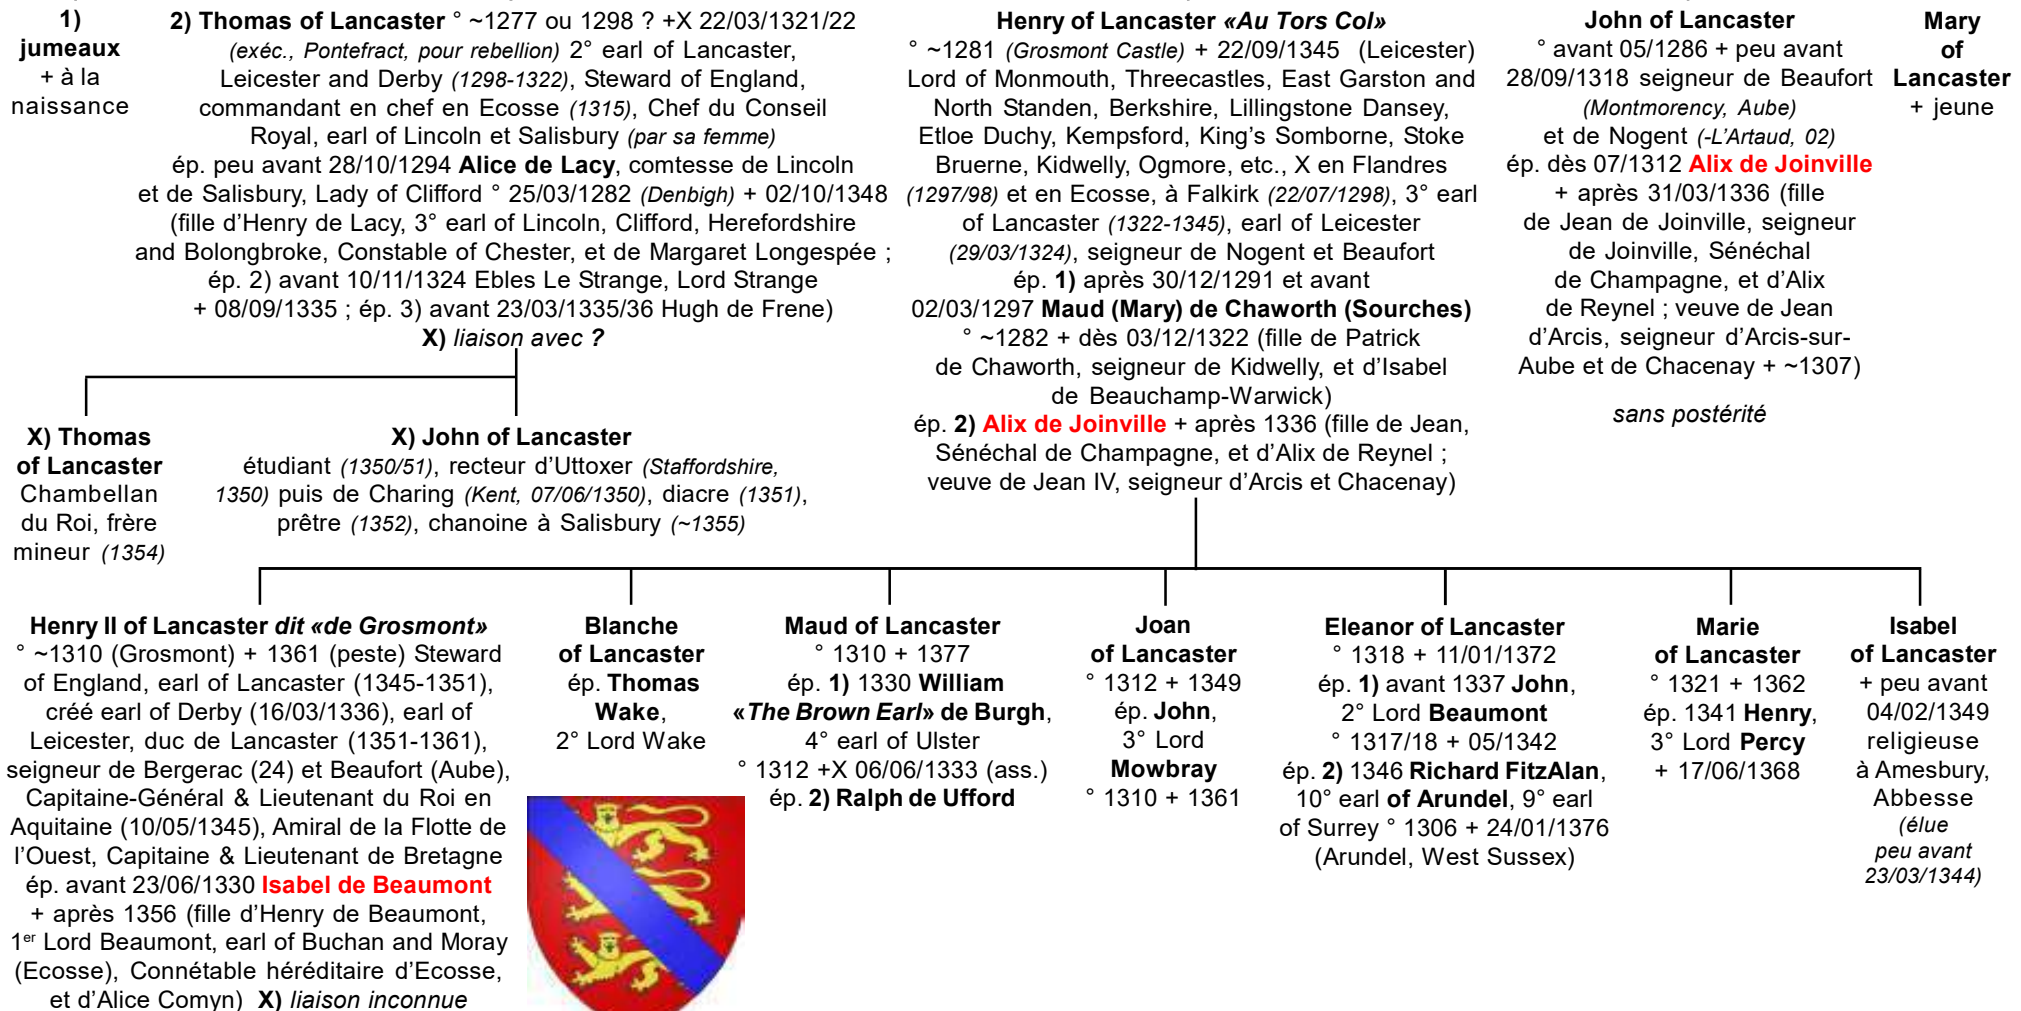 1)
jumeaux
+ à la
naissance
2) Thomas of Lancaster ° ~1277 ou 1298 ? +X 22/03/1321/22
(exéc., Pontefract, pour rebellion) 2° earl of Lancaster,
Leicester and Derby (1298-1322), Steward of England,
commandant en chef en Ecosse (1315), Chef du Conseil
Royal, earl of Lincoln et Salisbury (par sa femme)
ép. peu avant 28/10/1294 Alice de Lacy, comtesse de Lincoln
et de Salisbury, Lady of Clifford ° 25/03/1282 (Denbigh) + 02/10/1348
(fille d’Henry de Lacy, 3° earl of Lincoln, Clifford, Herefordshire
and Bolongbroke, Constable of Chester, et de Margaret Longespée ;
ép. 2) avant 10/11/1324 Ebles Le Strange, Lord Strange
+ 08/09/1335 ; ép. 3) avant 23/03/1335/36 Hugh de Frene)
X) liaison avec ?
Henry of Lancaster «Au Tors Col»
° ~1281 (Grosmont Castle) + 22/09/1345 (Leicester)
Lord of Monmouth, Threecastles, East Garston and
North Standen, Berkshire, Lillingstone Dansey,
Etloe Duchy, Kempsford, King’s Somborne, Stoke
Bruerne, Kidwelly, Ogmore, etc., X en Flandres
(1297/98) et en Ecosse, à Falkirk (22/07/1298), 3° earl
of Lancaster (1322-1345), earl of Leicester
(29/03/1324), seigneur de Nogent et Beaufort
ép. 1) après 30/12/1291 et avant
02/03/1297 Maud (Mary) de Chaworth (Sourches)
° ~1282 + dès 03/12/1322 (fille de Patrick
de Chaworth, seigneur de Kidwelly, et d’Isabel
de Beauchamp-Warwick)
ép. 2) Alix de Joinville + après 1336 (fille de Jean,
Sénéchal de Champagne, et d’Alix de Reynel ;
veuve de Jean IV, seigneur d’Arcis et Chacenay)
John of Lancaster
° avant 05/1286 + peu avant
28/09/1318 seigneur de Beaufort
(Montmorency, Aube)
et de Nogent (-L’Artaud, 02)
ép. dès 07/1312 Alix de Joinville
+ après 31/03/1336 (fille
de Jean de Joinville, seigneur
de Joinville, Sénéchal
de Champagne, et d’Alix
de Reynel ; veuve de Jean
d’Arcis, seigneur d’Arcis-sur-
Aube et de Chacenay + ~1307)
sans postérité
Mary
of
Lancaster
+ jeune
X) Thomas
of Lancaster
Chambellan
du Roi, frère
mineur (1354)
X) John of Lancaster
étudiant (1350/51), recteur d’Uttoxer (Staffordshire,
1350) puis de Charing (Kent, 07/06/1350), diacre (1351),
prêtre (1352), chanoine à Salisbury (~1355)
Henry II of Lancaster dit «de Grosmont»
° ~1310 (Grosmont) + 1361 (peste) Steward
of England, earl of Lancaster (1345-1351),
créé earl of Derby (16/03/1336), earl of
Leicester, duc de Lancaster (1351-1361),
seigneur de Bergerac (24) et Beaufort (Aube),
Capitaine-Général & Lieutenant du Roi en
Aquitaine (10/05/1345), Amiral de la Flotte de
l’Ouest, Capitaine & Lieutenant de Bretagne
ép. avant 23/06/1330 Isabel de Beaumont
+ après 1356 (fille d’Henry de Beaumont,
1er Lord Beaumont, earl of Buchan and Moray
(Ecosse), Connétable héréditaire d’Ecosse,
et d’Alice Comyn) X) liaison inconnue
Blanche
of Lancaster
ép. Thomas
Wake,
2° Lord Wake
Maud of Lancaster
° 1310 + 1377
ép. 1) 1330 William
«The Brown Earl» de Burgh,
4° earl of Ulster
° 1312 +X 06/06/1333 (ass.)
ép. 2) Ralph de Ufford
Joan
of Lancaster
° 1312 + 1349
ép. John,
3° Lord
Mowbray
° 1310 + 1361
Eleanor of Lancaster
° 1318 + 11/01/1372
ép. 1) avant 1337 John,
2° Lord Beaumont
° 1317/18 + 05/1342
ép. 2) 1346 Richard FitzAlan,
10° earl of Arundel, 9° earl
of Surrey ° 1306 + 24/01/1376
(Arundel, West Sussex)
Marie
of Lancaster
° 1321 + 1362
ép. 1341 Henry,
3° Lord Percy
+ 17/06/1368
Isabel
of Lancaster
+ peu avant
04/02/1349
religieuse
à Amesbury,
Abbesse
(élue
peu avant
23/03/1344)